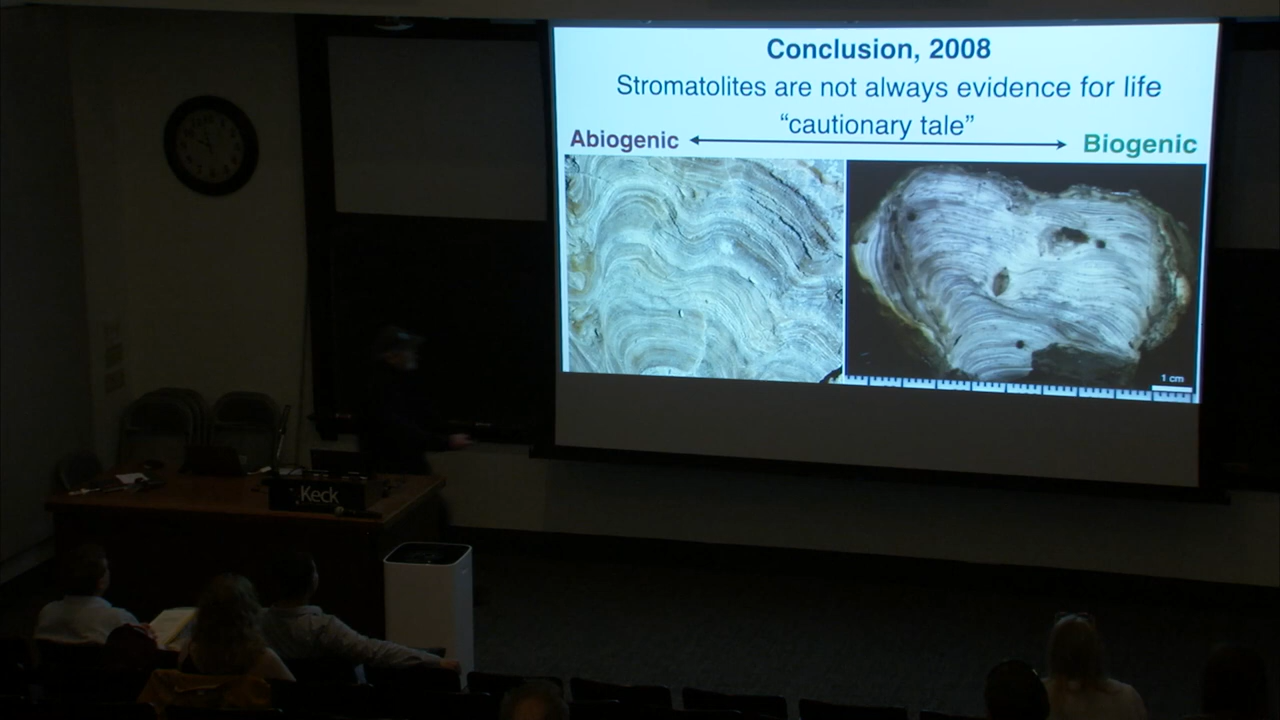 Conclusion, 2008
Stromatolites are not always evidence for life
“cautionary tale”
Abiogenic
Biogenic
1 cm
Keck